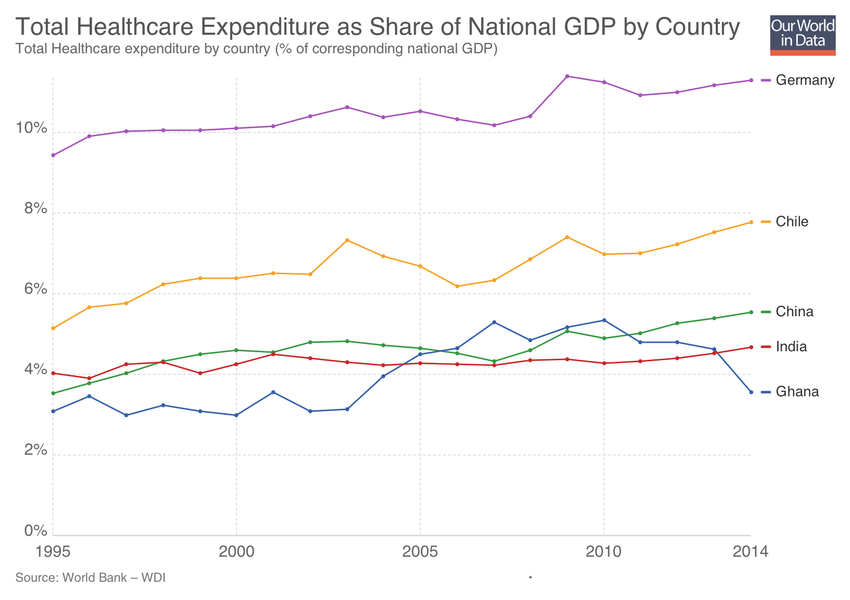 Total Healthcare Expenditure as Share of National GDP by Country
Total Healthcare expenditure by country (% of corresponding national GDP)
Our World
in Data
Germany
10%
8%
Chile
6%
China
India
4%
Ghana
2%
0%
1995 2000 2005 2010 2014
Source: World Bank – WDI